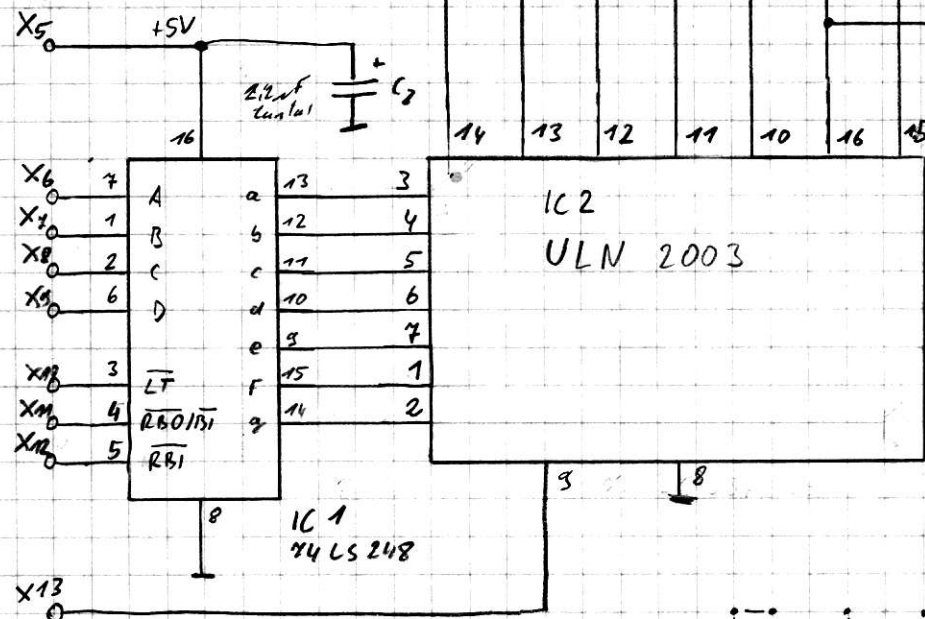 X5 +5V
+
2,2µF C2
tantal
16 14 13 12 11 10 16 15
X6 7 A a 13 3 IC2
X7 1 B b 12 4 ULN 2003
X8 2 C c 11 5
X9 6 D d 10 6
e 9 7
X10 3 LT f 15 1
X11 4 RBO/BI g 14 2
X12 5 RBI
9 8
8 IC 1
74 LS 248
X13